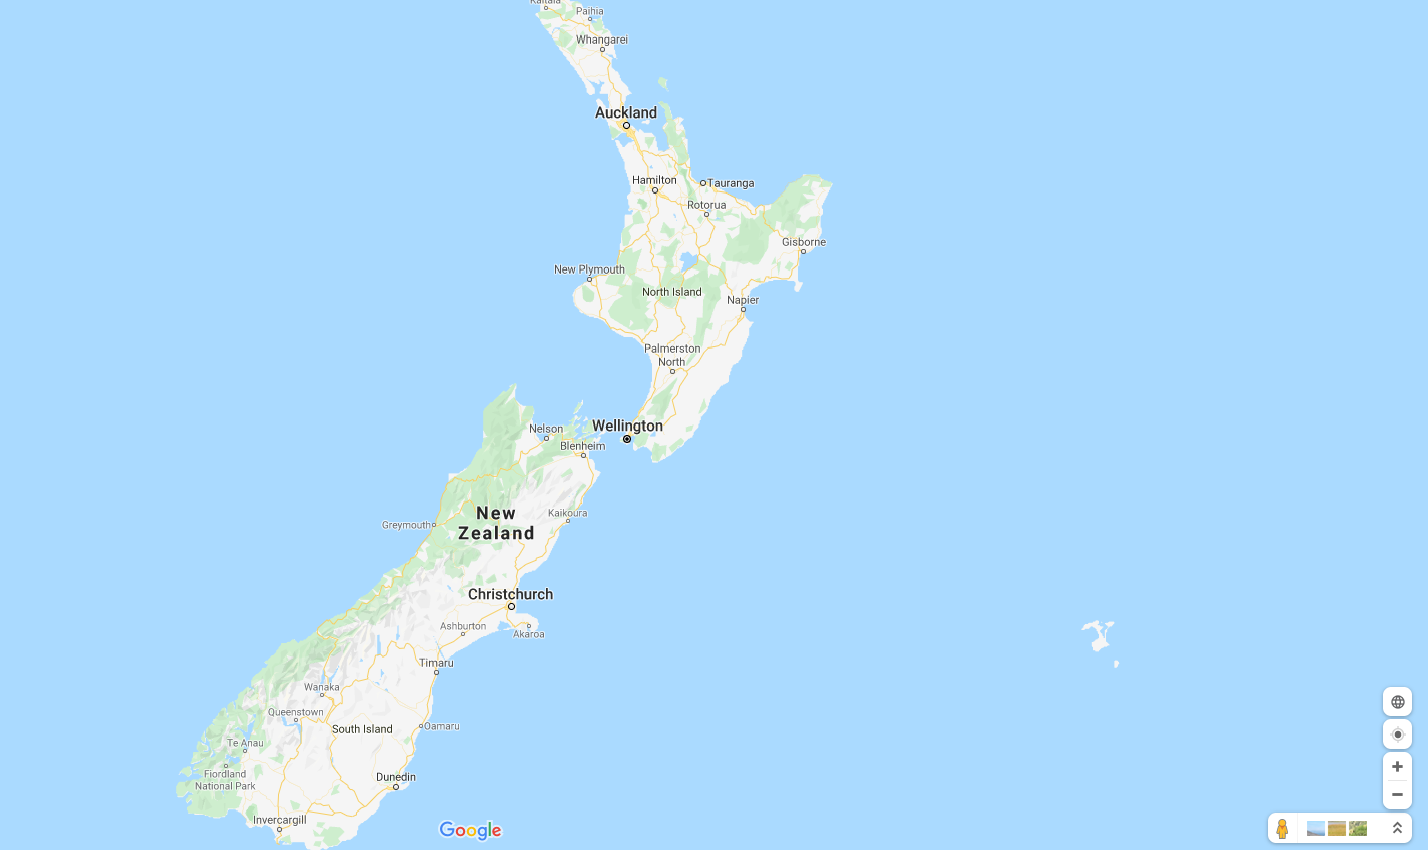 Kaitaia
Paihia
Whangarei
Auckland
Hamilton
Tauranga
Rotorua
Gisborne
New Plymouth
North Island
Napier
Palmerston
North
Wellington
Nelson
Blenheim
New
Zealand
Kaikoura
Greymouth
Christchurch
Ashburton
Akaroa
Timaru
Wanaka
Queenstown
Oamaru
South Island
Te Anau
Fiordland
National Park
Dunedin
Invercargill
Google